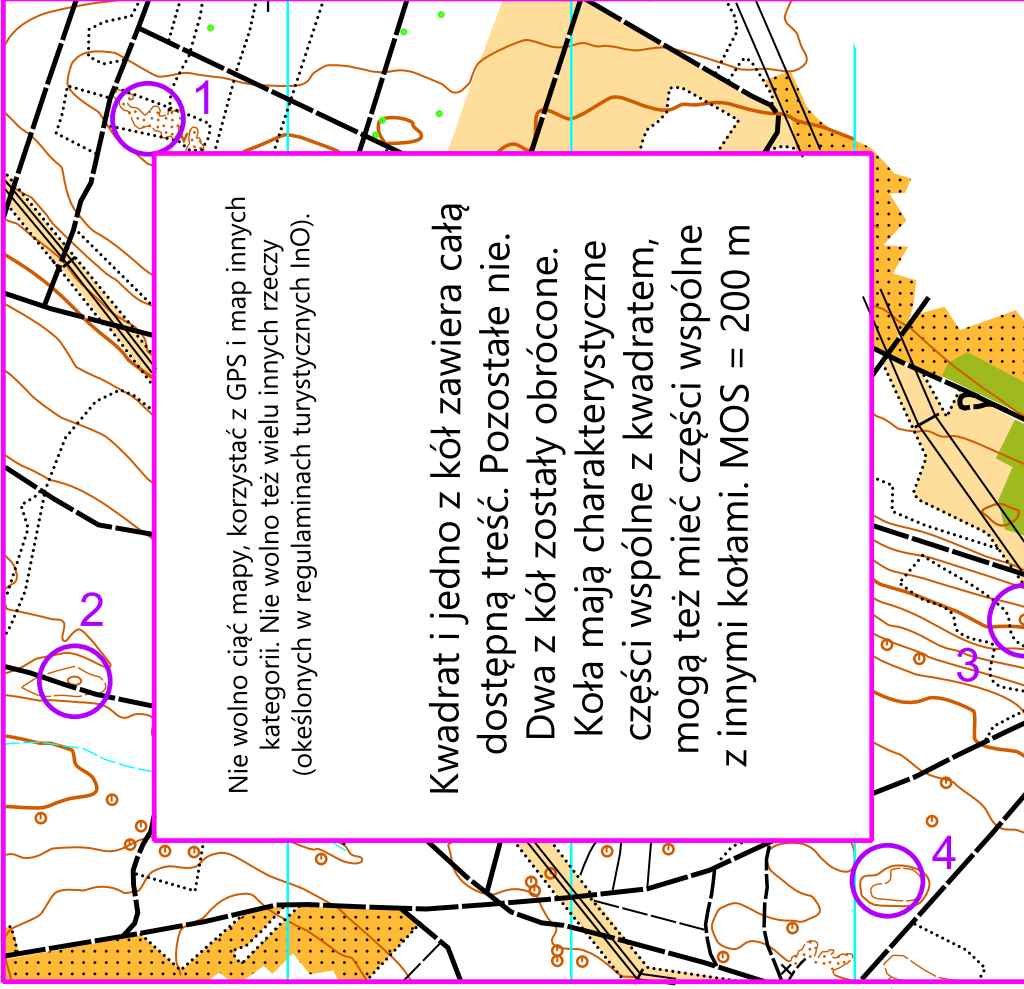 1
Nie wolno ciąć mapy, korzystać z GPS i map innych
kategorii. Nie wolno też wielu innych rzeczy
(okeślonych w regulaminach turystycznych InO).
Kwadrat i jedno z kół zawiera całą
dostępną treść. Pozostałe nie.
Dwa z kół zostały obrócone.
Koła mają charakterystyczne
części wspólne z kwadratem,
mogą też mieć części wspólne
z innymi kołami. MOS = 200 m
2
3
4